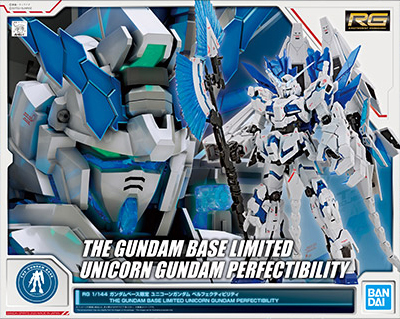 RG
THE GUNDAM BASE LIMITED
UNICORN GUNDAM PERFECTIBILITY
RG 1/144 ガンダムベース限定 ユニコーンガンダム ペルフェクティビリティ
THE GUNDAM BASE LIMITED UNICORN GUNDAM PERFECTIBILITY
BAN
DAI